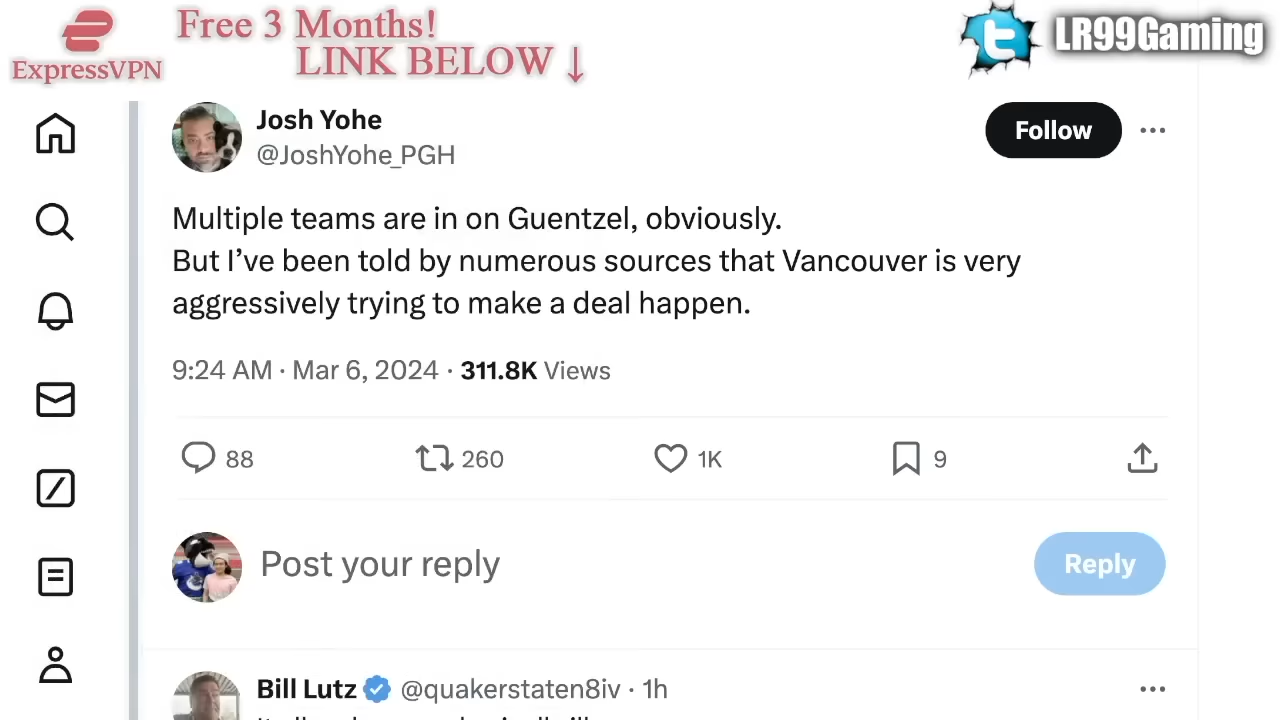 Free 3 Months!
LINK BELOW ↓
ExpressVPN
LR99Gaming
Josh Yohe
@JoshYohe_PGH
Follow
Multiple teams are in on Guentzel, obviously.
But I’ve been told by numerous sources that Vancouver is very
aggressively trying to make a deal happen.
9:24 AM · Mar 6, 2024 · 311.8K Views
88 260 1K 9
Post your reply
Reply
Bill Lutz @quakerstaten8iv · 1h